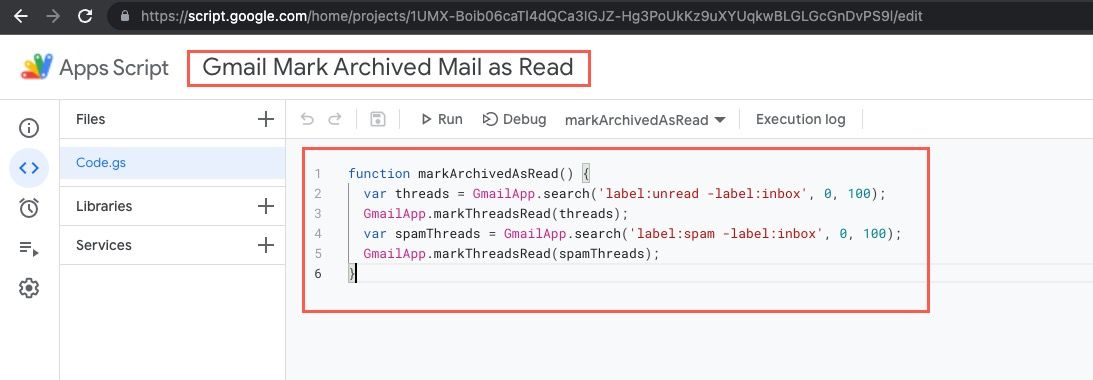 https://script.google.com/home/projects/1UMX-Boib06caTl4dQCa3IGJZ-Hg3PoUkKz9uXYUqkwBLGLGcGnDvPS9I/edit
Apps Script Gmail Mark Archived Mail as Read
Files
Run Debug markArchivedAsRead Execution log
Code.gs
Libraries
Services
1 function markArchivedAsRead() {
2 var threads = GmailApp.search('label:unread -label:inbox', 0, 100);
3 GmailApp.markThreadsRead(threads);
4 var spamThreads = GmailApp.search('label:spam -label:inbox', 0, 100);
5 GmailApp.markThreadsRead(spamThreads);
6 }